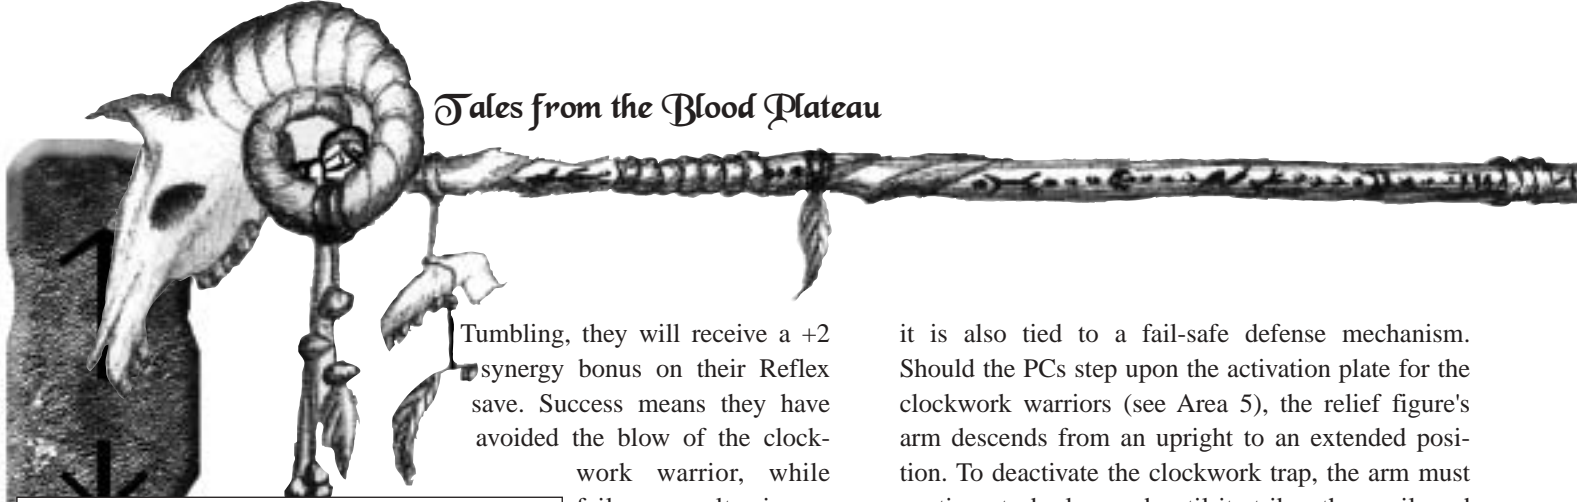 Tales from the Blood Plateau
Tumbling, they will receive a +2
synergy bonus on their Reflex
save. Success means they have
avoided the blow of the clock-
work warrior, while
it is also tied to a fail-safe defense mechanism.
Should the PCs step upon the activation plate for the
clockwork warriors (see Area 5), the relief figure's
arm descends from an upright to an extended posi-
tion. To deactivate the clockwork trap, the arm must